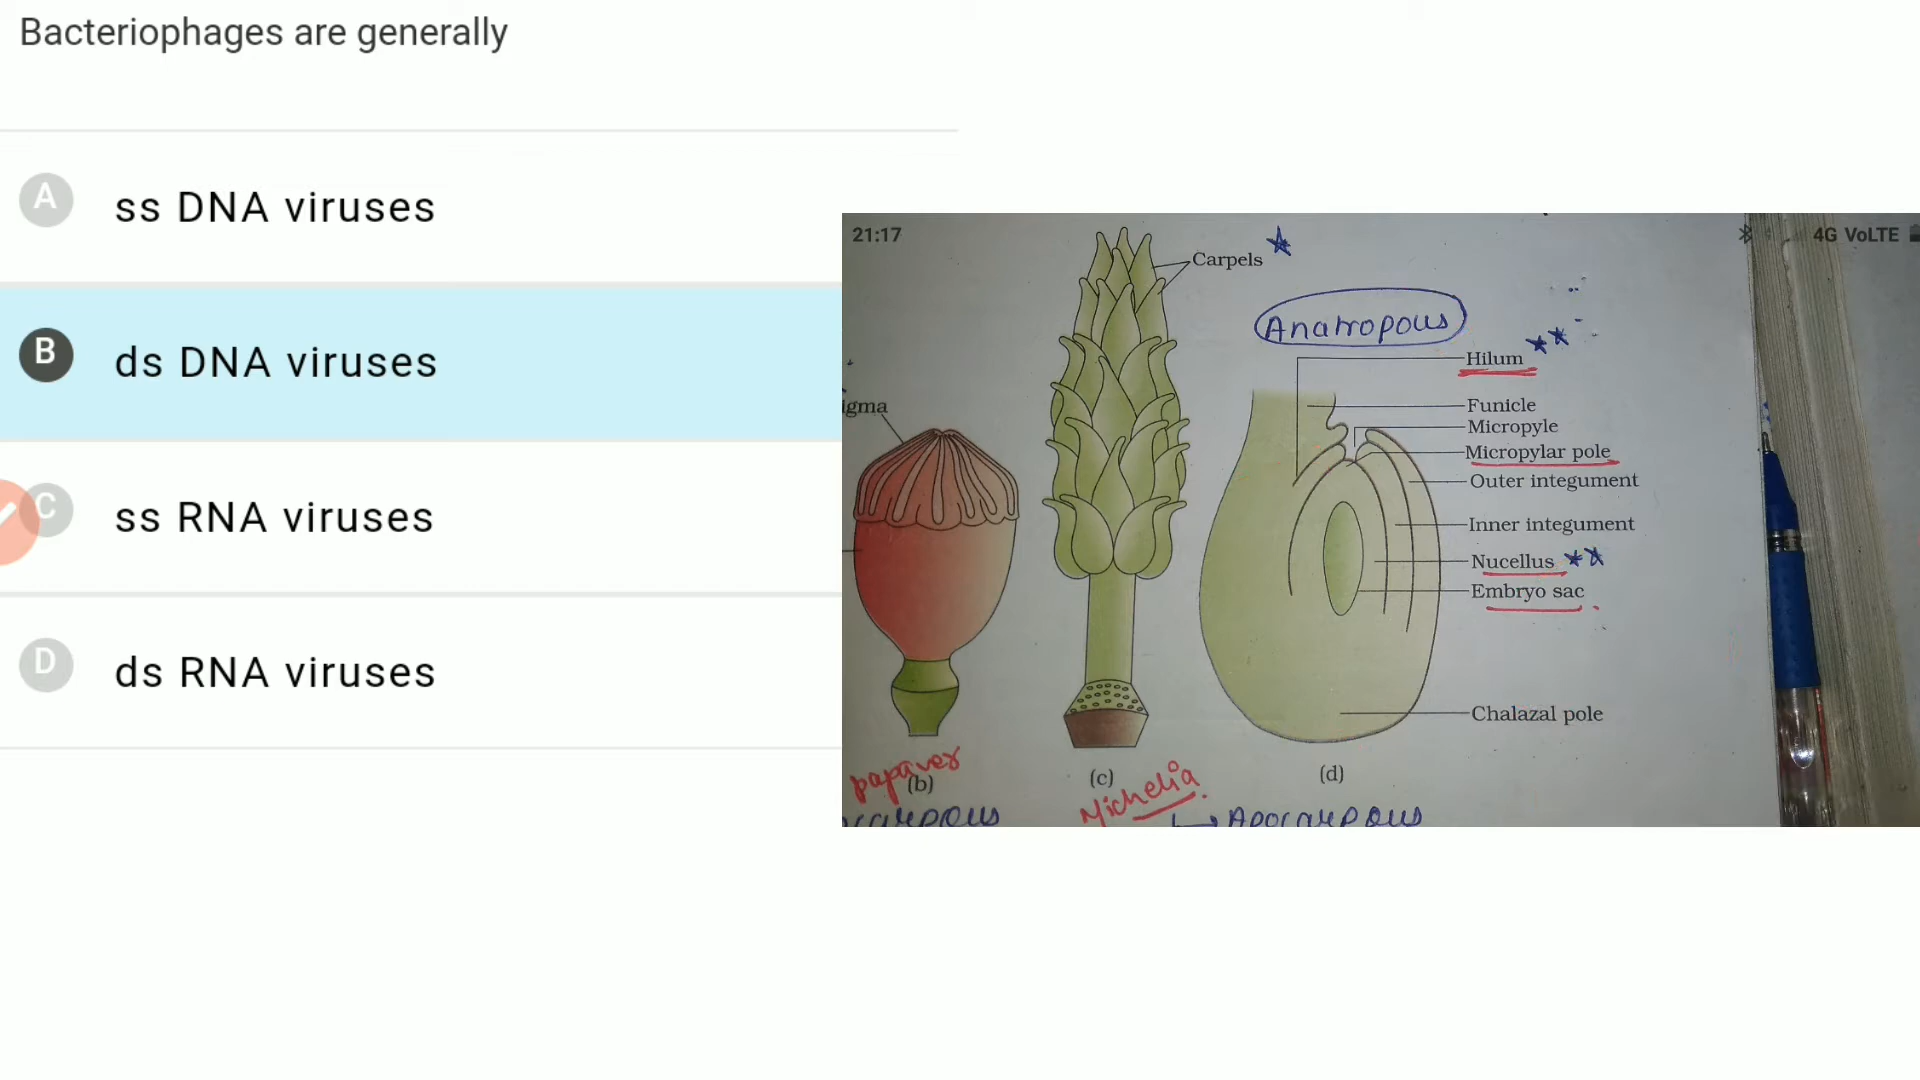 Bacteriophages are generally
A ss DNA viruses
B ds DNA viruses
C ss RNA viruses
D ds RNA viruses
21:17
4G VoLTE
Carpels
Anatropous
Hilum
igma
Funicle
Micropyle
Micropylar pole
Outer integument
Inner integument
Nucellus
Embryo sac
Chalazal pole
papaver
(b)
(c)
Michelia
(d)
carpous
Apocarpous